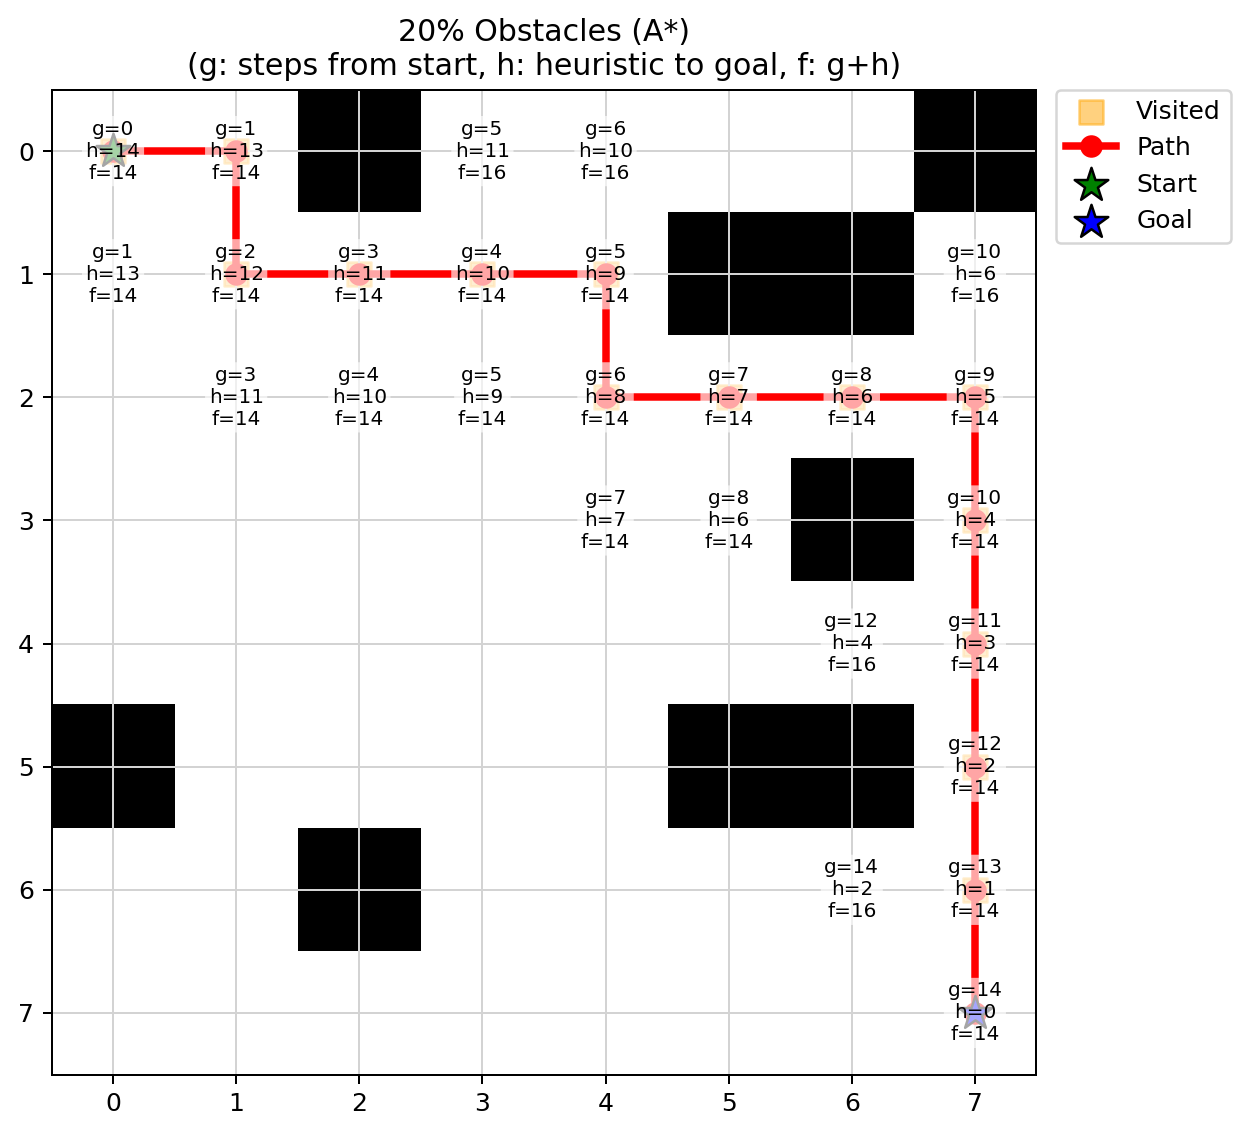 20% Obstacles (A*)
(g: steps from start, h: heuristic to goal, f: g+h)
Visited
Path
Start
Goal
0
g=0
h=14
f=14
g=1
h=13
f=14
g=5
h=11
f=16
g=6
h=10
f=16
1
g=1
h=13
f=14
g=2
h=12
f=14
g=3
h=11
f=14
g=4
h=10
f=14
g=5
h=9
f=14
g=10
h=6
f=16
2
g=3
h=11
f=14
g=4
h=10
f=14
g=5
h=9
f=14
g=6
h=8
f=14
g=7
h=7
f=14
g=8
h=6
f=14
g=9
h=5
f=14
3
g=7
h=7
f=14
g=8
h=6
f=14
g=10
h=4
f=14
4
g=12
h=4
f=16
g=11
h=3
f=14
5
g=12
h=2
f=14
6
g=14
h=2
f=16
g=13
h=1
f=14
7
g=14
h=0
f=14
0 1 2 3 4 5 6 7